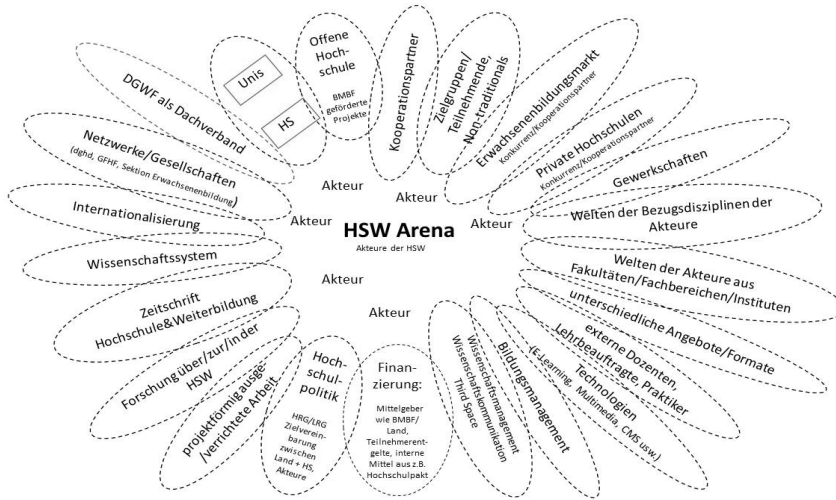 Unis
HS
Offene
Hoch-
schule
BMBF
geförderte
Projekte
Kooperationspartner
Zielgruppen/
Teilnehmende,
Non-traditionals
Erwachsenenbildungsmarkt
Konkurrenz/Kooperationspartner
Private Hochschulen
Konkurrenz/Kooperationspartner
Gewerkschaften
Welten der Bezugsdisziplinen der
Akteure
Welten der Akteure aus
Fakultäten/Fachbereichen/Instituten
unterschiedliche Angebote/Formate
externe Dozenten,
Lehrbeauftragte, Praktiker
Technologien
(E-Learning, Multimedia, CMS usw.)
Bildungsmanagement
Wissenschaftsmanagement
Wissenschaftskommunikation
Third Space
Finan-
zierung:
Mittelgeber
wie BMBF/
Land,
Teilnehmerent-
gelte, interne
Mittel aus z.B.
Hochschulpakt
Hoch-
schul-
politik
HRG/LRG
Zielverein-
barung
zwischen
Land + HS,
Akteure
projektförmig ausge-
/verrichtete Arbeit
Forschung über/zur/in der
HSW
Zeitschrift
Hochschule&Weiterbildung
Wissenschaftssystem
Internationalisierung
Netzwerke/Gesellschaften
(dghd, GFHF, Sektion Erwachsenenbildung)
DGWF als Dachverband
Akteur
Akteur
Akteur
Akteur
HSW Arena
Akteure der HSW
Akteur
Akteur